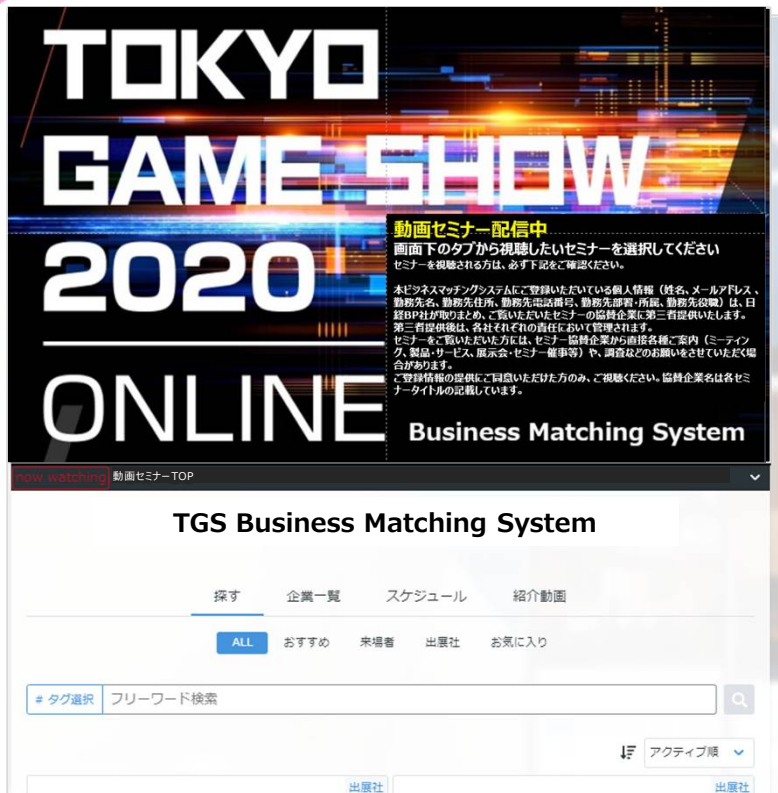 TOKYO
GAME SHOW
2020
ONLINE
動画セミナー配信中
画面下のタブから視聴したいセミナーを選択してください
セミナーを視聴される方は、必ず下記をご確認ください。
本ビジネスマッチングシステムにご登録いただいている個人情報（姓名、メールアドレス、
勤務先名、勤務先住所、勤務先電話番号、勤務先部署・所属、勤務先役職）は、日
経BP社が取りまとめ、ご覧いただいたセミナーの協賛企業に第三者提供いたします。
第三者提供後は、各社それぞれの責任において管理されます。
セミナーをご覧いただいた方には、セミナー協賛企業から直接各種ご案内（ミーティン
グ、製品・サービス、展示会・セミナー催事等）や、調査などのお願いをさせていただく場
合があります。
ご登録情報の提供にご同意いただけた方のみ、ご視聴ください。協賛企業名は各セミ
ナータイトルの記載しています。
Business Matching System
now watching 動画セミナーTOP
TGS Business Matching System
探す 企業一覧 スケジュール 紹介動画
ALL おすすめ 来場者 出展社 お気に入り
# タグ選択 フリーワード検索
アクティブ順
出展社 出展社